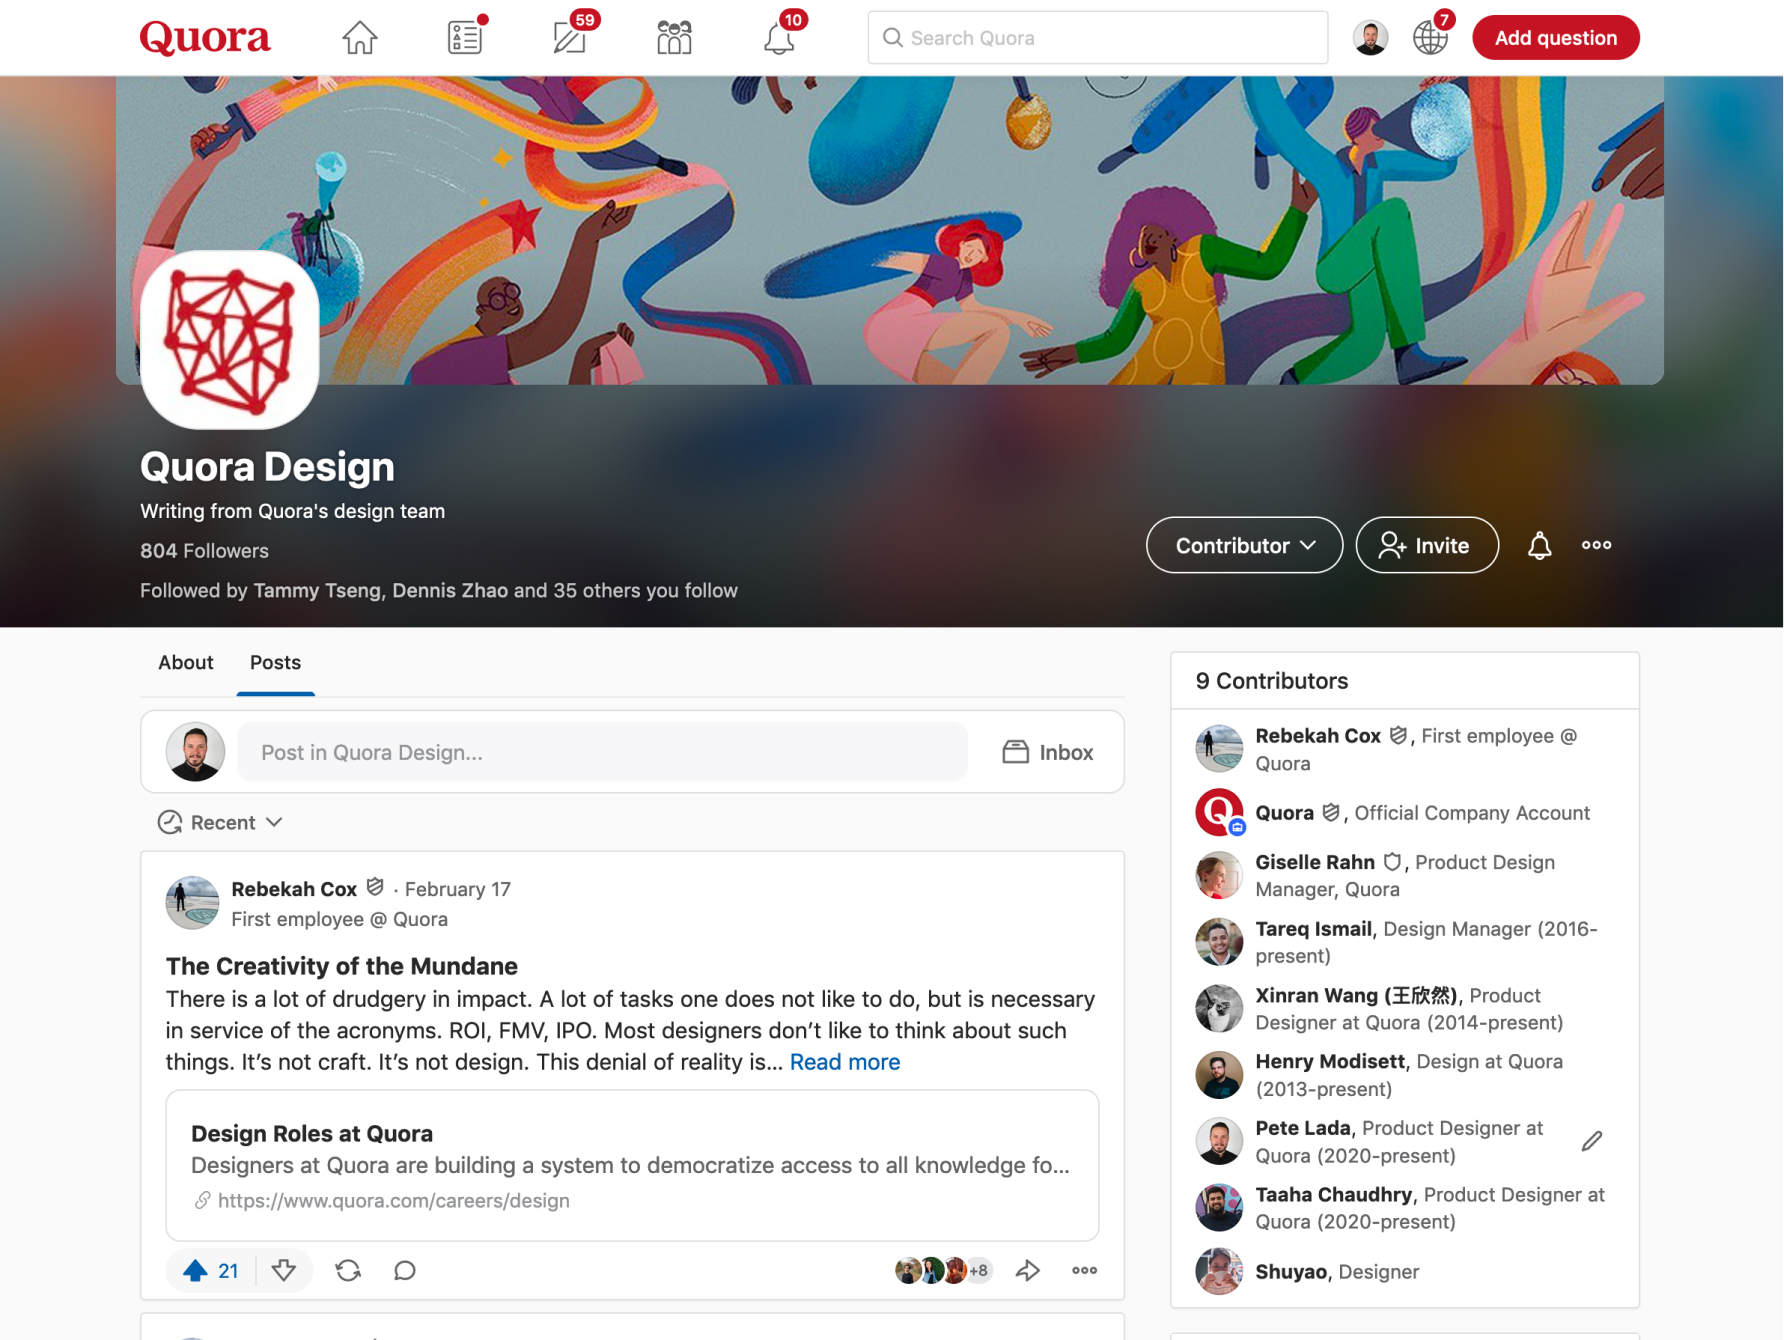 Quora
59
10
Search Quora
7
Add question
Quora Design
Writing from Quora's design team
804 Followers
Followed by Tammy Tseng, Dennis Zhao and 35 others you follow
Contributor
Invite
About
Posts
Post in Quora Design...
Inbox
Recent
Rebekah Cox · February 17
First employee @ Quora
The Creativity of the Mundane
There is a lot of drudgery in impact. A lot of tasks one does not like to do, but is necessary
in service of the acronyms. ROI, FMV, IPO. Most designers don’t like to think about such
things. It’s not craft. It’s not design. This denial of reality is... Read more
Design Roles at Quora
Designers at Quora are building a system to democratize access to all knowledge fo...
https://www.quora.com/careers/design
21
+8
9 Contributors
Rebekah Cox , First employee @
Quora
Q
Quora , Official Company Account
Giselle Rahn , Product Design
Manager, Quora
Tareq Ismail, Design Manager (2016-
present)
Xinran Wang (王欣然), Product
Designer at Quora (2014-present)
Henry Modisett, Design at Quora
(2013-present)
Pete Lada, Product Designer at
Quora (2020-present)
Taaha Chaudhry, Product Designer at
Quora (2020-present)
Shuyao, Designer